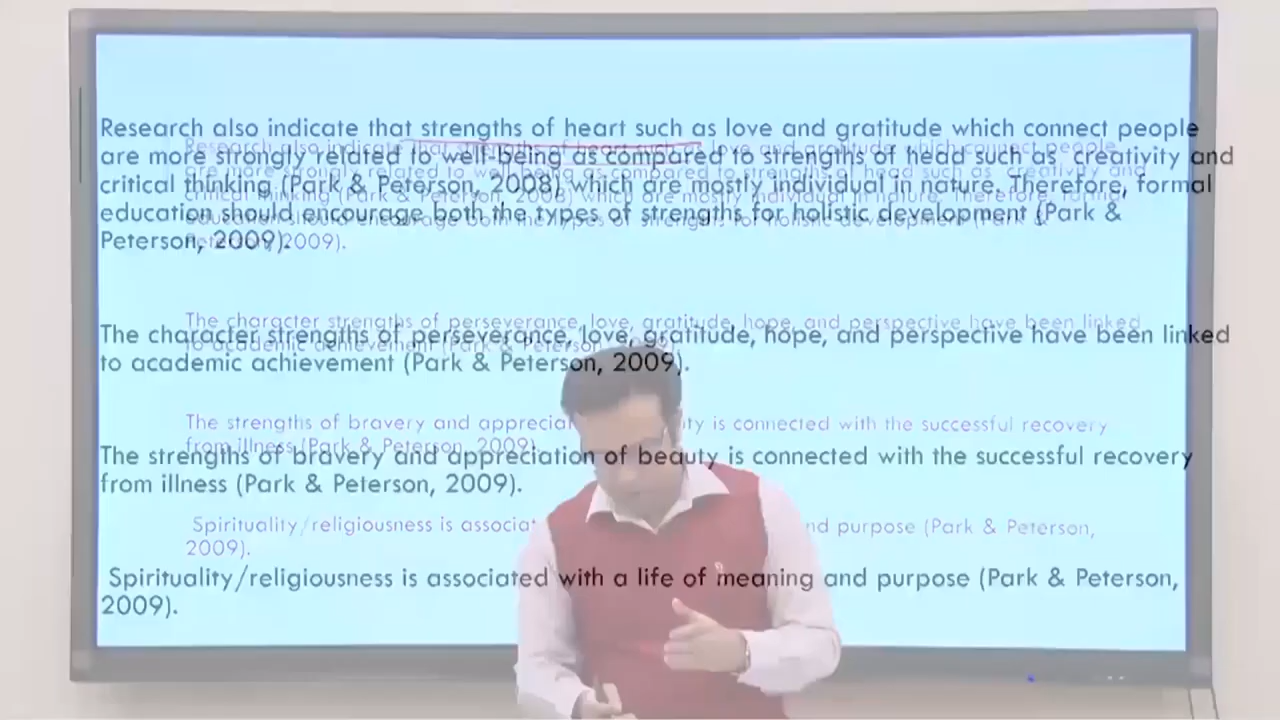 Research also indicate that strengths of heart such as love and gratitude which connect people
are more strongly related to well-being as compared to strengths of head such as creativity and
critical thinking (Park & Peterson, 2008) which are mostly individual in nature. Therefore, formal
education should encourage both the types of strengths for holistic development (Park &
Peterson, 2009).
The character strengths of perseverance, love, gratitude, hope, and perspective have been linked
to academic achievement (Park & Peterson, 2009).
The strengths of bravery and appreciation of beauty is connected with the successful recovery
from illness (Park & Peterson, 2009).
Spirituality/religiousness is associated with a life of meaning and purpose (Park & Peterson,
2009).